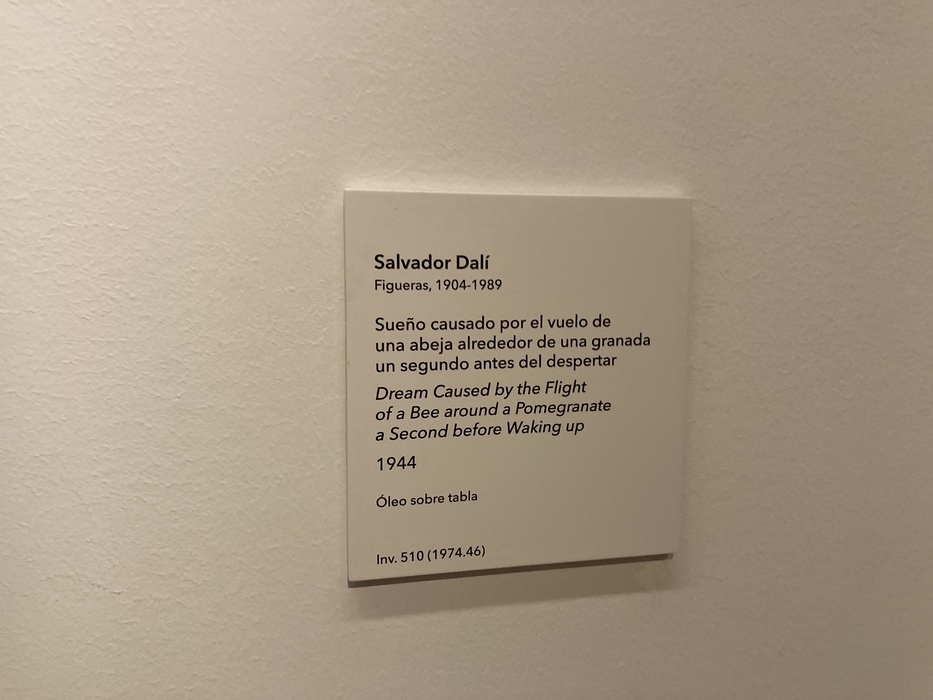 Salvador Dalí
Figueras, 1904-1989
Sueño causado por el vuelo de
una abeja alrededor de una granada
un segundo antes del despertar
Dream Caused by the Flight
of a Bee around a Pomegranate
a Second before Waking up
1944
Óleo sobre tabla
Inv. 510 (1974.46)